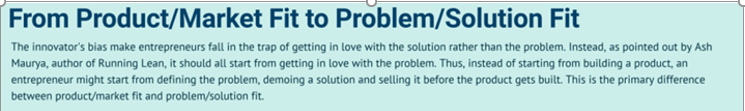 From Product/Market Fit to Problem/Solution Fit
The innovator's bias make entrepreneurs fall in the trap of getting in love with the solution rather than the problem. Instead, as pointed out by Ash
Maurya, author of Running Lean, it should all start from getting in love with the problem. Thus, instead of starting from building a product, an
entrepreneur might start from defining the problem, demoing a solution and selling it before the product gets built. This is the primary difference
between product/market fit and problem/solution fit.